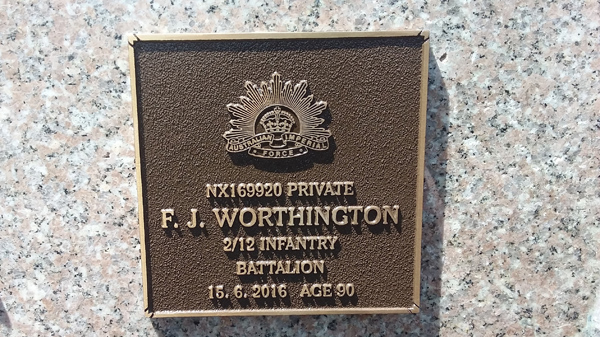 AUSTRALIAN IMPERIAL
FORCE
NX169920 PRIVATE
F. J. WORTHINGTON
2/12 INFANTRY
BATTALION
15. 6. 2016 AGE 90